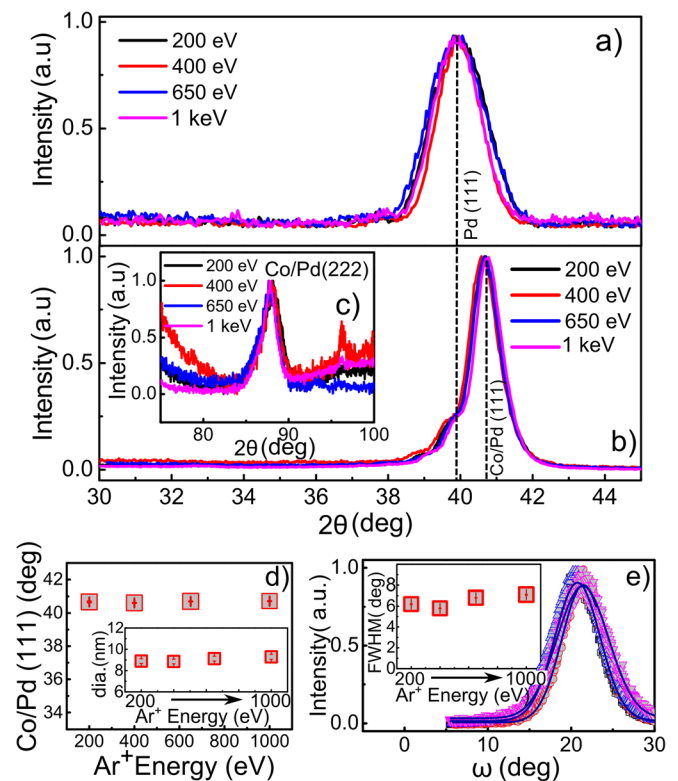 200 eV
400 eV
650 eV
1 keV
a)
Intensity (a.u)
1.0
0.5
0.0
Pd (111)
200 eV
400 eV
650 eV
1 keV
Co/Pd(222)
c)
Intensity (a.u)
1.0
0.5
0.0
80 90 100
2θ(deg)
200 eV
400 eV
650 eV
1 keV
b)
Intensity (a.u)
1.0
0.5
0.0
Co/Pd (111)
30 32 34 36 38 40 42 44
2θ (deg)
d)
Co/Pd (111) (deg)
42
41
40
39
38
37
36
35
34
33
dia.(nm)
12
10
8
6
200 1000
Ar⁺ Energy (eV)
200 400 600 800 1000
Ar⁺Energy (eV)
e)
Intensity( a.u.)
1.0
0.5
0.0
FWHM( deg)
10
8
6
4
2
0
200 1000
Ar⁺ Energy (eV)
0 10 20 30
ω (deg)